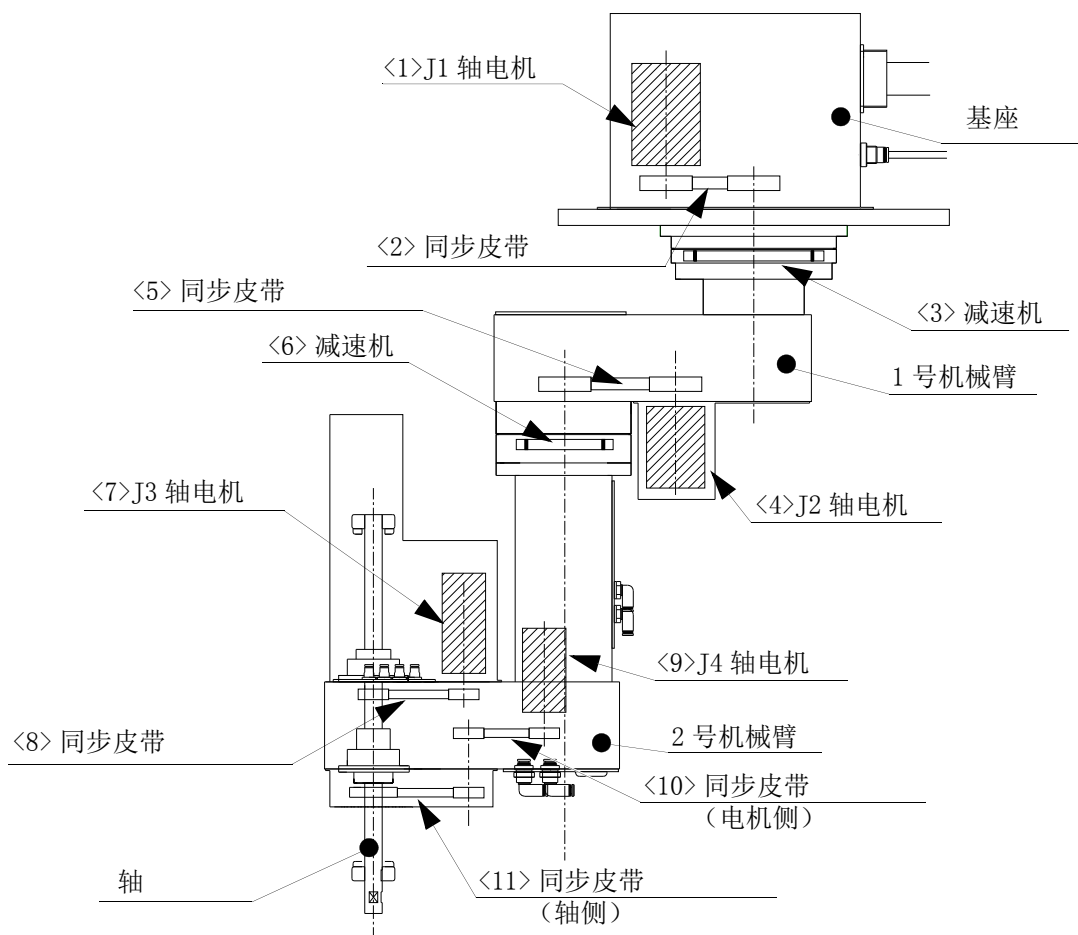 <1>J1 轴电机
基座
<2> 同步皮带
<5> 同步皮带
<3> 减速机
<6> 减速机
1 号机械臂
<7>J3 轴电机
<4>J2 轴电机
<9>J4 轴电机
<8> 同步皮带
2 号机械臂
<10> 同步皮带
（电机侧）
轴
<11> 同步皮带
（轴侧）